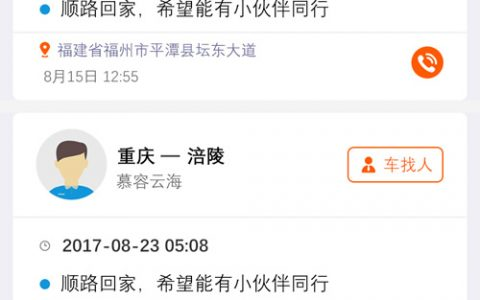 顺路回家，希望能有小伙伴同行
福建省福州市平潭县坛东大道
8月15日 12:55
重庆 — 涪陵
车找人
慕容云海
2017-08-23 05:08
顺路回家，希望能有小伙伴同行